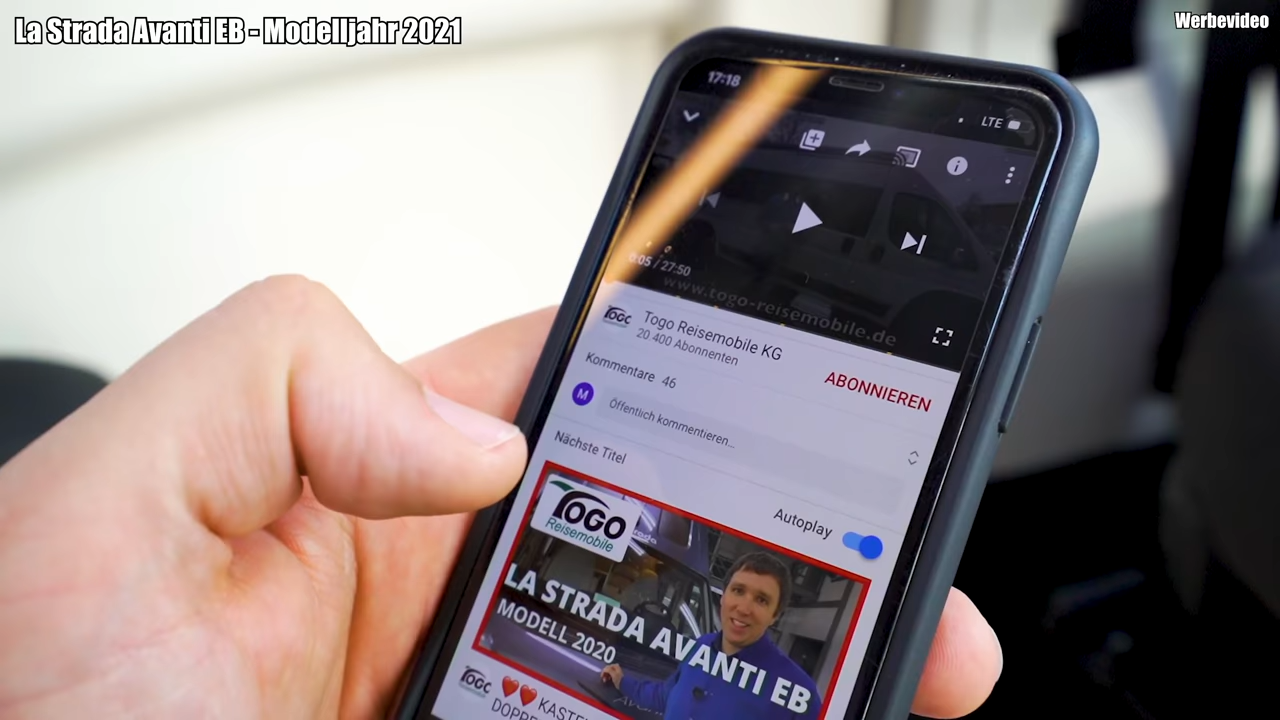 La Strada Avanti EB - Modelljahr 2021
Werbevideo
17:18
LTE
0:05 / 27:50
www.togo-reisemobile.de
TOGO
Togo Reisemobile KG
20.400 Abonnenten
ABONNIEREN
Kommentare 46
M
Öffentlich kommentieren...
Nächste Titel
Autoplay
TOGO
Reisemobile
LA STRADA AVANTI EB
MODELL 2020
TOGO